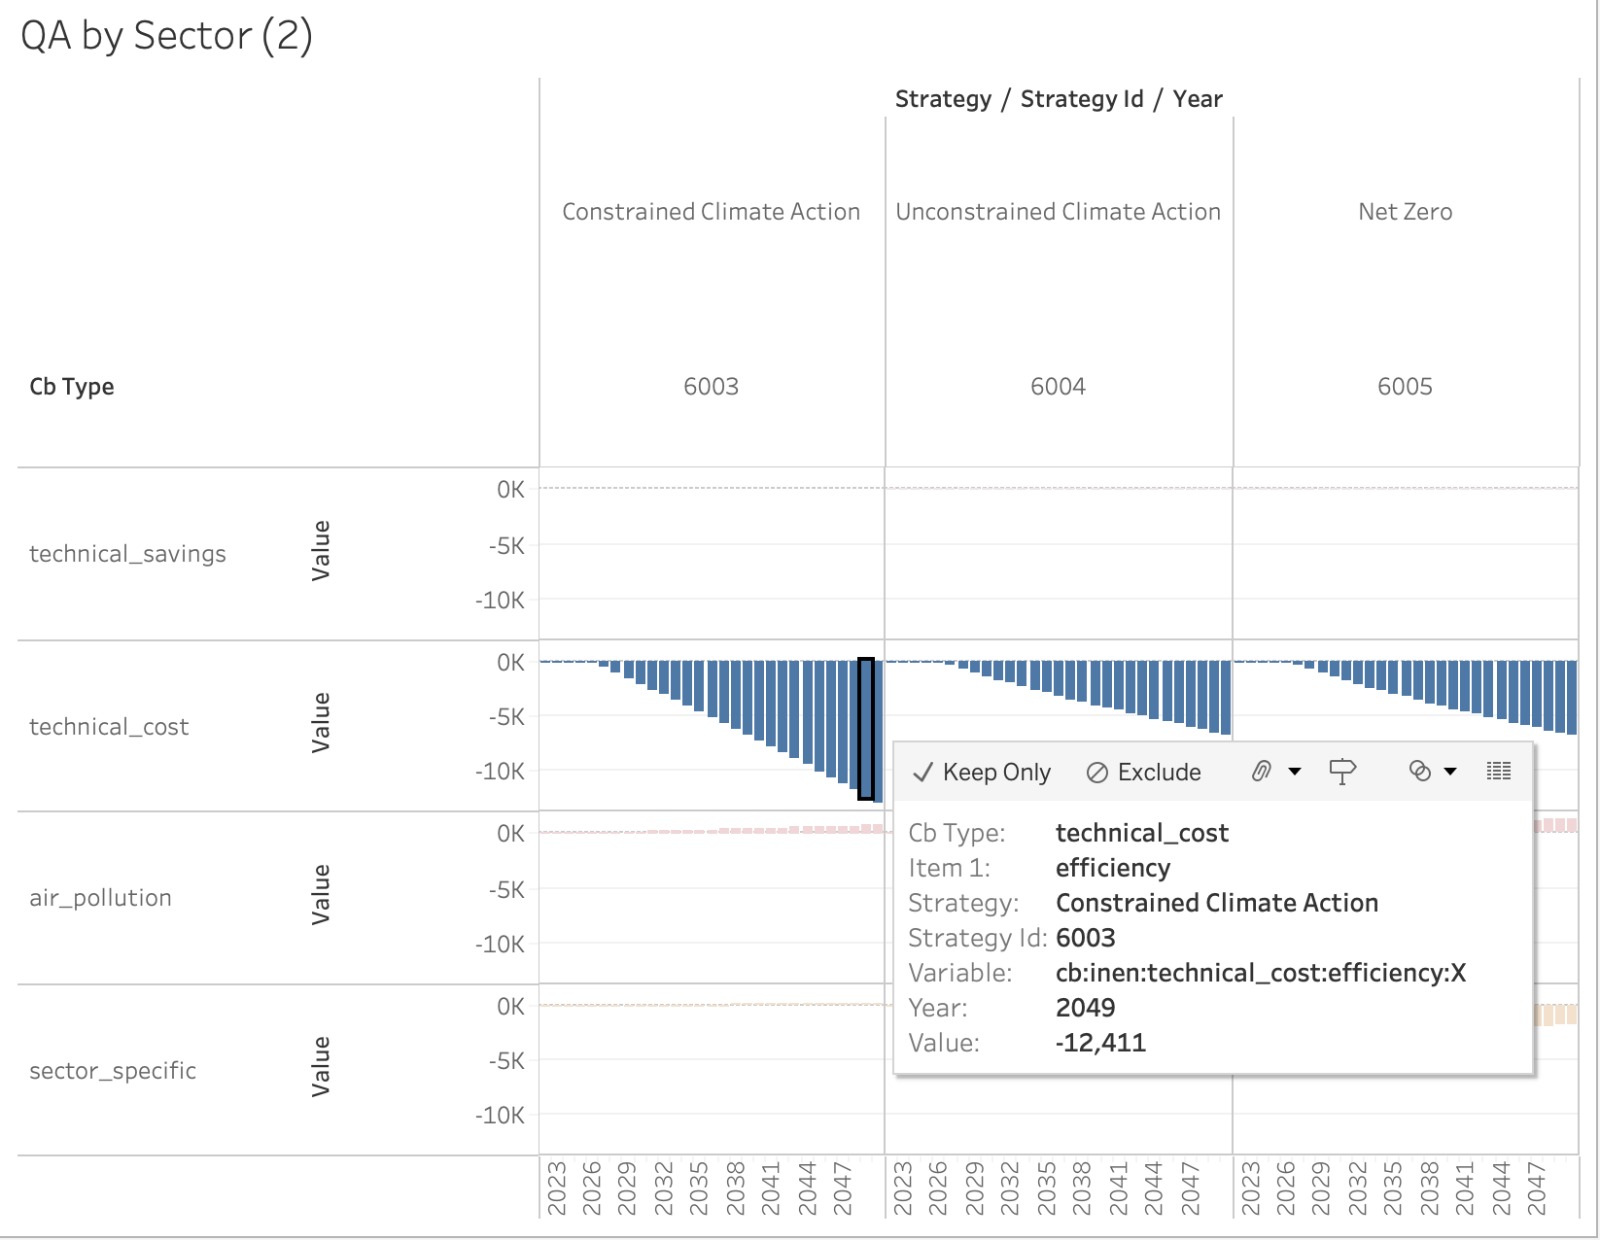 QA by Sector (2)
Strategy / Strategy Id / Year
Constrained Climate Action
Unconstrained Climate Action
Net Zero
Cb Type
6003
6004
6005
technical_savings
Value
0K
-5K
-10K
technical_cost
Value
0K
-5K
-10K
Keep Only
Exclude
Cb Type: technical_cost
Item 1: efficiency
Strategy: Constrained Climate Action
Strategy Id: 6003
Variable: cb:inen:technical_cost:efficiency:X
Year: 2049
Value: -12,411
air_pollution
Value
0K
-5K
-10K
sector_specific
Value
0K
-5K
-10K
2023 2026 2029 2032 2035 2038 2041 2044 2047
2023 2026 2029 2032 2035 2038 2041 2044 2047
2023 2026 2029 2032 2035 2038 2041 2044 2047